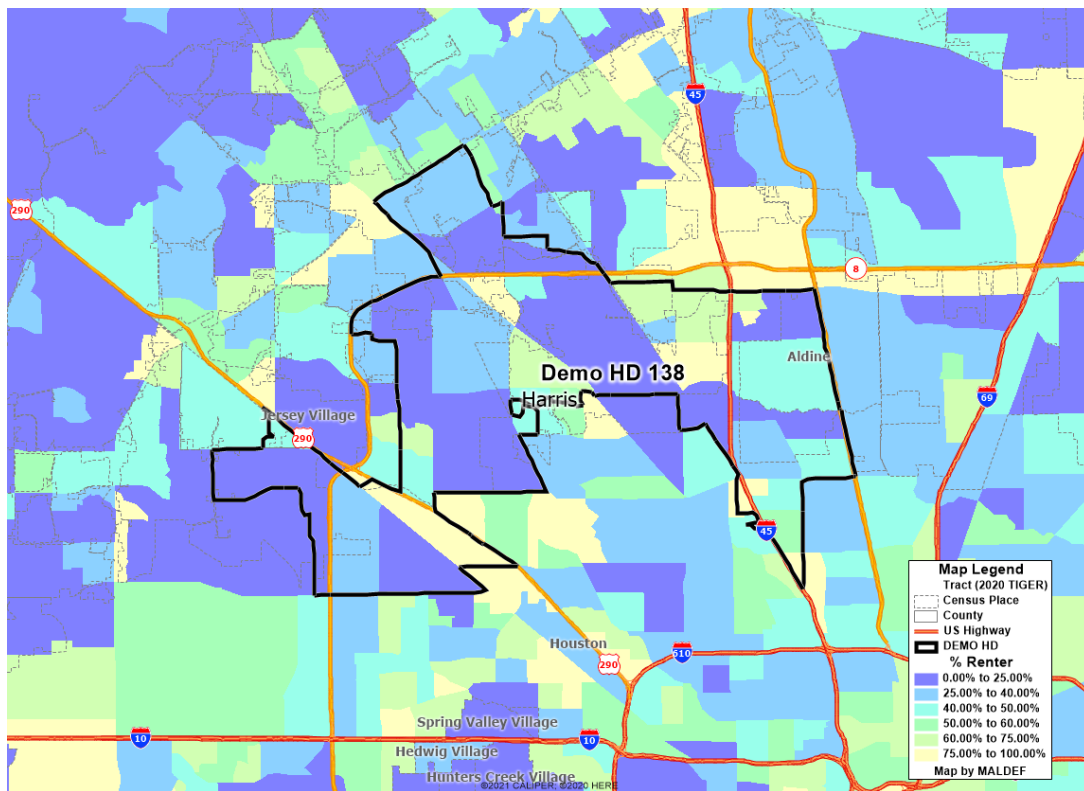 45
290
8
Aldine
Demo HD 138
Harris
69
Jersey Village
290
45
Map Legend
Tract (2020 TIGER)
Census Place
County
US Highway
DEMO HD
% Renter
0.00% to 25.00%
25.00% to 40.00%
40.00% to 50.00%
50.00% to 60.00%
60.00% to 75.00%
75.00% to 100.00%
Map by MALDEF
Houston
610
290
Spring Valley Village
10
10
Hedwig Village
Hunters Creek Village
©2021 CALIPER; ©2020 HERE